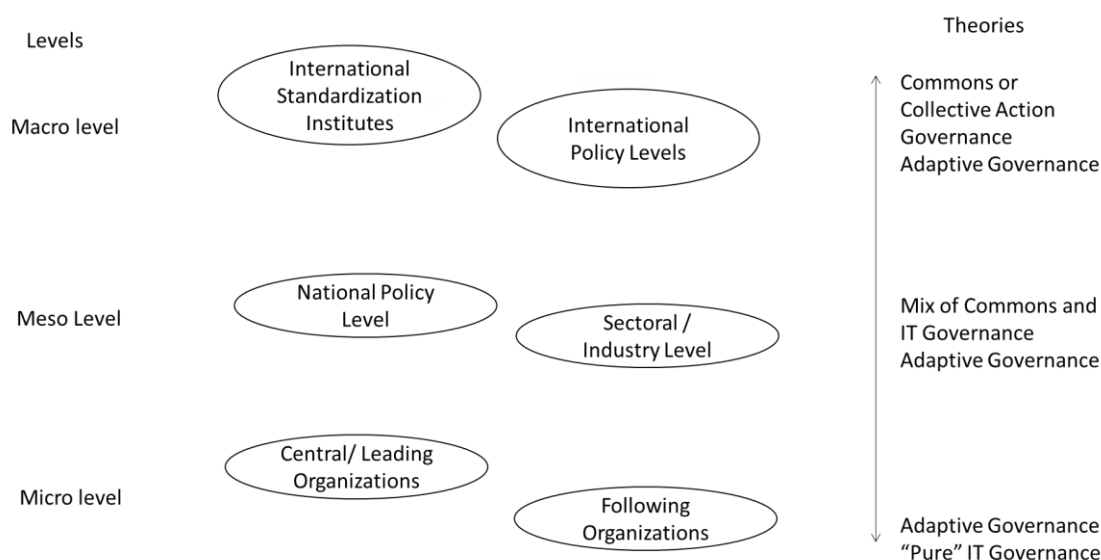 Levels
Theories
Macro level
International
Standardization
Institutes
International
Policy Levels
Commons or
Collective Action
Governance
Adaptive Governance
Meso Level
National Policy
Level
Sectoral /
Industry Level
Mix of Commons and
IT Governance
Adaptive Governance
Micro level
Central/ Leading
Organizations
Following
Organizations
Adaptive Governance
“Pure” IT Governance